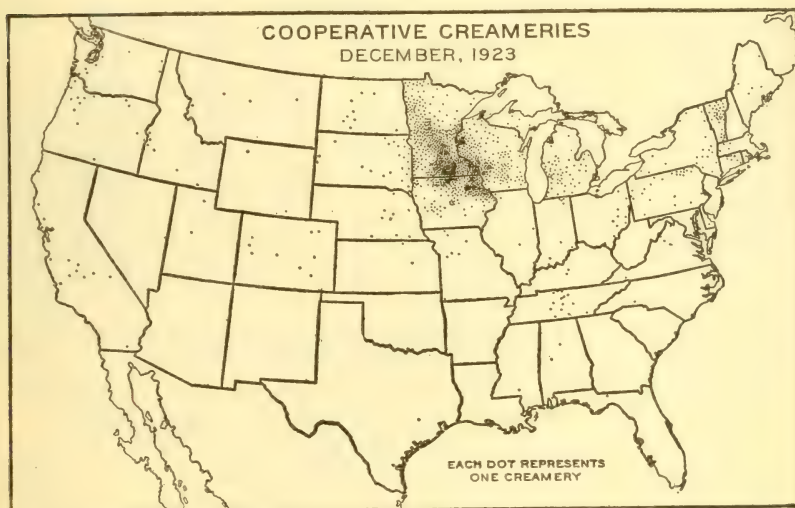 COOPERATIVE CREAMERIES
DECEMBER, 1923
EACH DOT REPRESENTS
ONE CREAMERY